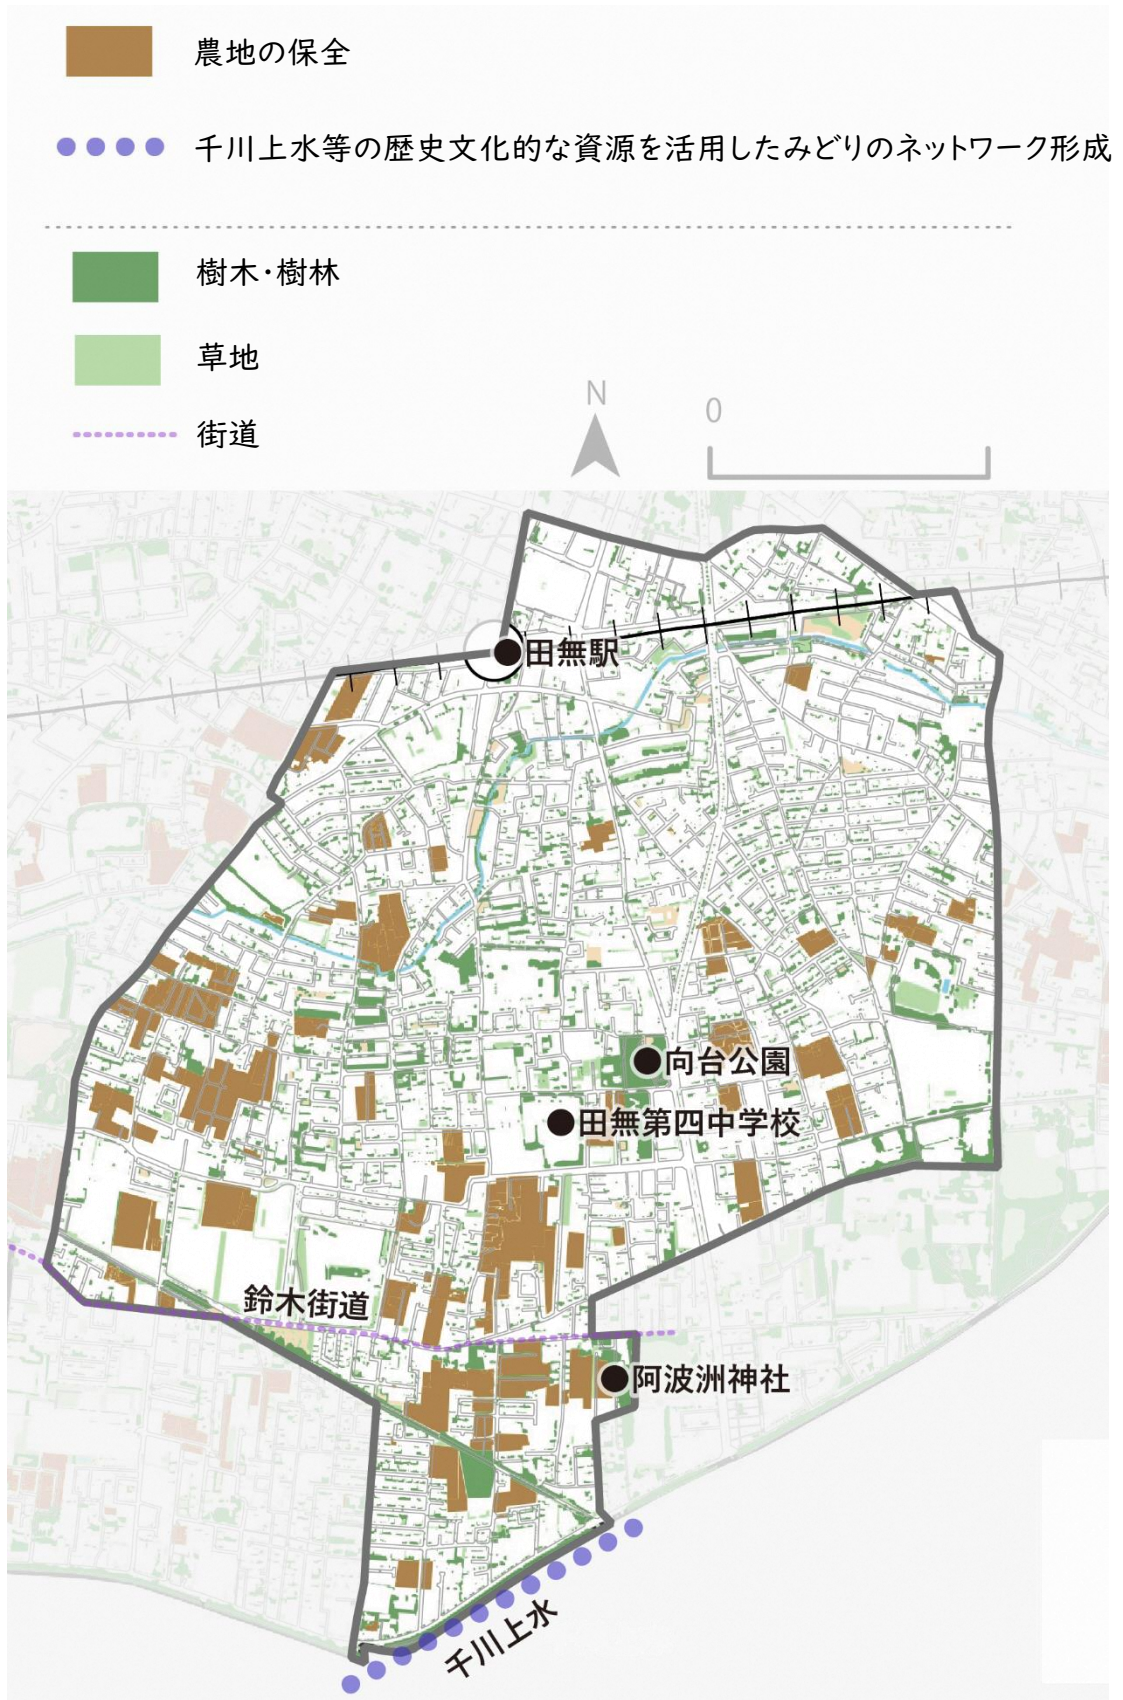 農地の保全
千川上水等の歴史文化的な資源を活用したみどりのネットワーク形成
樹木・樹林
草地
街道
N
0
田無駅
向台公園
田無第四中学校
鈴木街道
阿波洲神社
千川上水